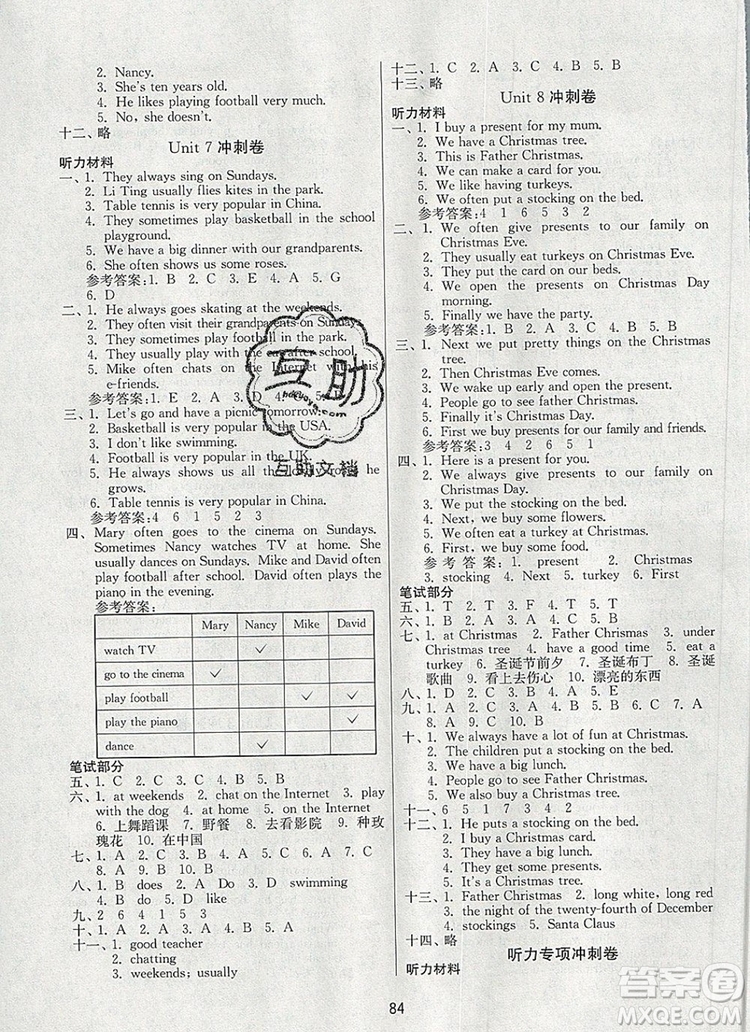 2. Nancy.
3. She's ten years old.
4. He likes playing football very much.
5. No, she doesn't.
十二、略
Unit 7 冲刺卷
听力材料
一、1. They always sing on Sundays.
2. Li Ting usually flies kites in the park.
3. Table tennis is very popular in China.
4. They sometimes play basketball in the school
playground.
5. We have a big dinner with our grandparents.
6. She often shows us some roses.
参考答案:1. B 2. C 3. E 4. A 5. G
6. D
二、1. He always goes skating at the weekends.
2. They often visit their grandparents on Sundays.
3. They sometimes play football in the park.
4. They usually play with the after school.
5. Mike often chats on the Internet with his
e-friends.
参考答案:1. E 2. A 3. D 4. 5. B
三、1. Let's go and have a picnic tomorrow.
2. Basketball is very popular in the USA.
3. I don't like swimming.
4. Football is very popular in the UK.
5. He always shows us all the lovely roses he
grows.
6. Table tennis is very popular in China.
参考答案:4 6 1 5 2 3
四、Mary often goes to the cinema on Sundays.
Sometimes Nancy watches TV at home. She
usually dances on Sundays. Mike and David often
play football after school. David often plays the
piano in the evening.
参考答案:
Mary Nancy Mike David
watch TV ✓
go to the cinema ✓
play football ✓ ✓
play the piano ✓
dance ✓
笔试部分
五、1. C 2. C 3. C 4. B 5. B
六、1. at weekends 2. chat on the Internet 3. play
with the dog 4. at home 5. on the Internet
6. 上舞蹈课 7. 野餐 8. 去看影院 9. 种玫
瑰花 10. 在中国
七、1. A 2. C 3. B 4. C 5. A 6. A 7. C
8. A 9. B 10. B
八、1. B does 2. A Do 3. D swimming
4. B do 5. D like
九、2 6 4 1 5 3
十、1. A 2. A 3. A 4. B 5. B
十一、1. good teacher
2. chatting
3. weekends; usually
十二、1. C 2. A 3. C 4. B 5. B
十三、略
Unit 8 冲刺卷
听力材料
一、1. I buy a present for my mum.
2. We have a Christmas tree.
3. This is Father Christmas.
4. We can make a card for you.
5. We like having turkeys.
6. We often put a stocking on the bed.
参考答案:4 1 6 5 3 2
二、1. We often give presents to our family on
Christmas Eve.
2. They usually eat turkeys on Christmas Eve.
3. They put the card on our beds.
4. We often open our presents on Christmas Day
morning.
5. Finally we have a party.
参考答案:1. B 2. A 3. A 4. C 5. B
三、1. Next we put pretty things on the Christmas
tree.
2. Then Christmas Eve comes.
3. We wake up early and open our presents.
4. People go to see Father Christmas.
5. Finally it's Christmas Day.
6. First we buy presents for our family and friends.
参考答案:3 4 2 6 5 1
四、1. Here is a present for you.
2. We always give presents to our friends on
Christmas Day.
3. We put the stocking on the beds.
4. Next, we buy some flowers.
5. We often eat a turkey at Christmas.
6. First, we buy some food.
参考答案:1. present 2. Christmas
3. stocking 4. Next 5. turkey 6. First
笔试部分
五、1. T 2. T 3. F 4. T 5. T
六、1. B 2. C 3. A 4. B 5. C
七、1. at Christmas 2. Father Chrismas 3. under
Christmas tree 4. have a good time 5. eat a
turkey 6. 圣诞节前夕 7. 圣诞布丁 8. 圣诞
歌曲 9. 看上去伤心 10. 漂亮的东西
八、1. D 2. B 3. D 4. C 5. C
九、1. A 2. C 3. A 4. B 5. B 6. C 7. A
8. A 9. C 10. B
十、1. We always have a lot of fun at Christmas.
2. The children put a stocking on the bed.
3. We have a big lunch.
4. People go to see Father Christmas.
5. We also buy a Christmas tree.
十一、6 5 1 7 3 4 2
十二、1. He puts a stocking on the bed.
2. They buy a Christmas card.
3. They have a big lunch.
4. They get some presents.
5. It's a Christmas tree.
十三、1. Father Christmas 2. long white, long red
3. the night of the twenty-fourth of December
4. stockings 5. Santa Claus
十四、略
听力专项冲刺卷
听力材料
84
互助
互助文档
答案圈
MXQE.COM